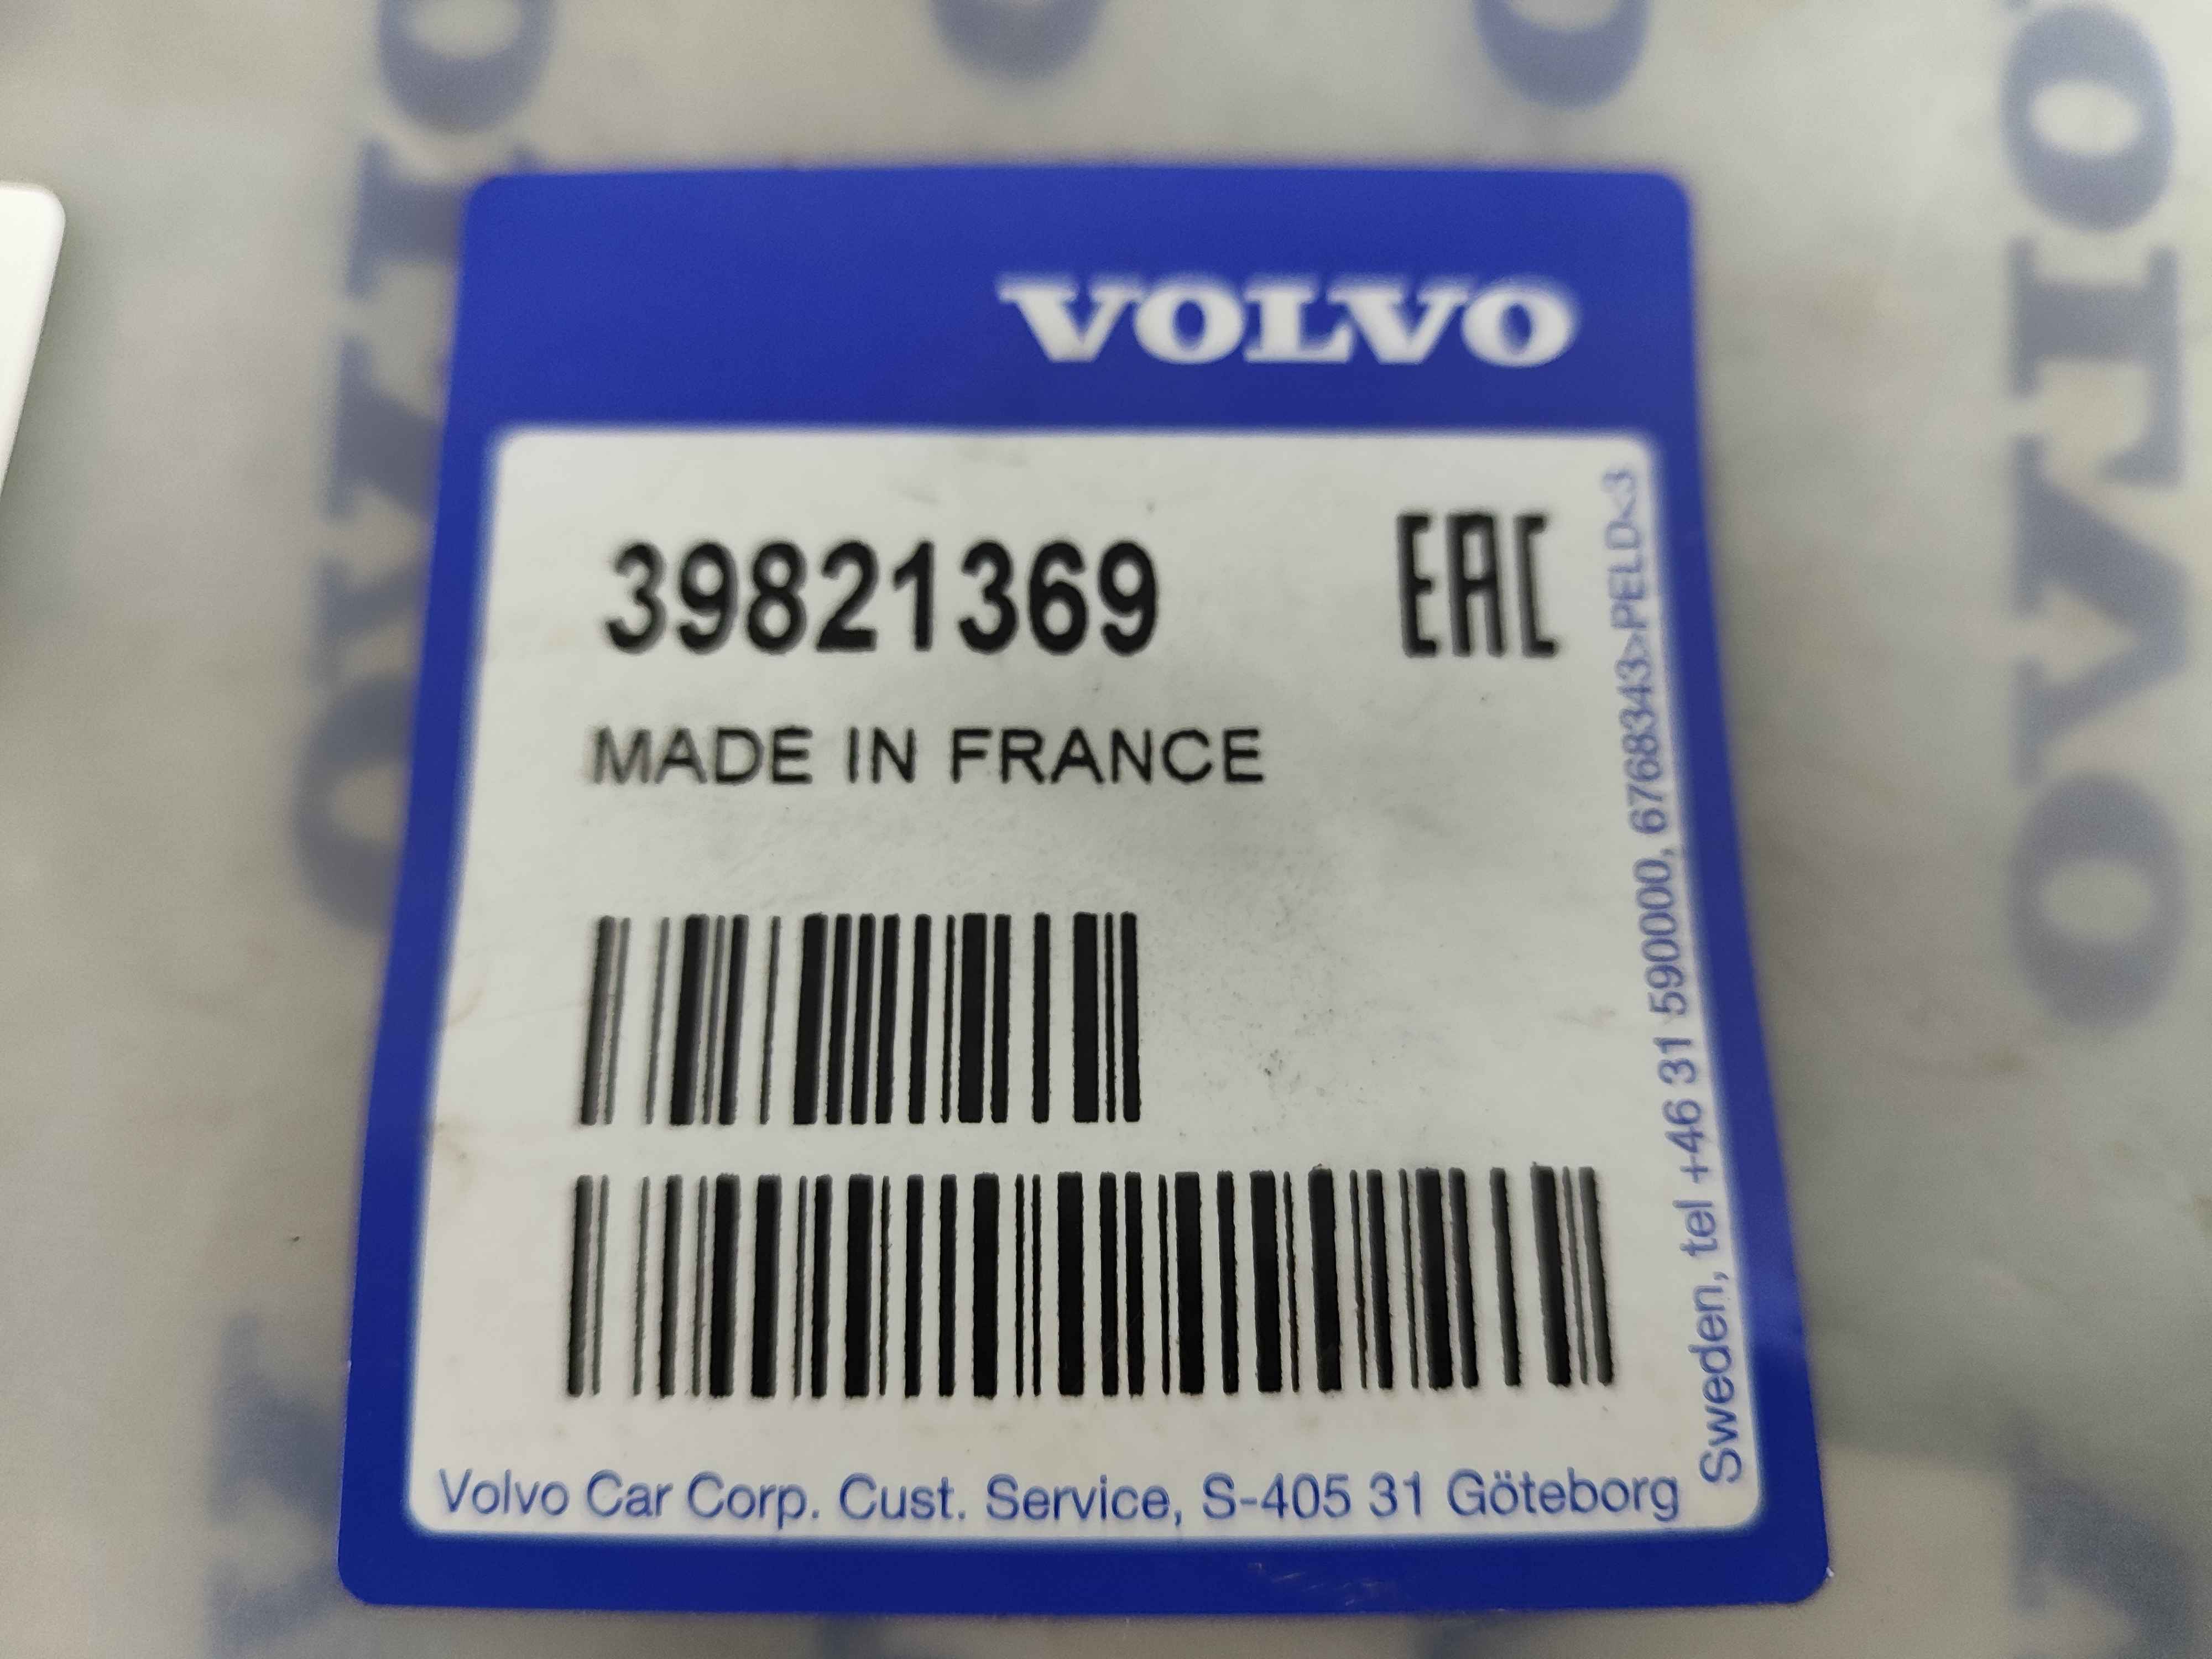 VOLVO
39821369
EAC
MADE IN FRANCE
Volvo Car Corp. Cust. Service, S-405 31 Göteborg
Sweden, tel +46 31 590000, 6768343>PELD<3